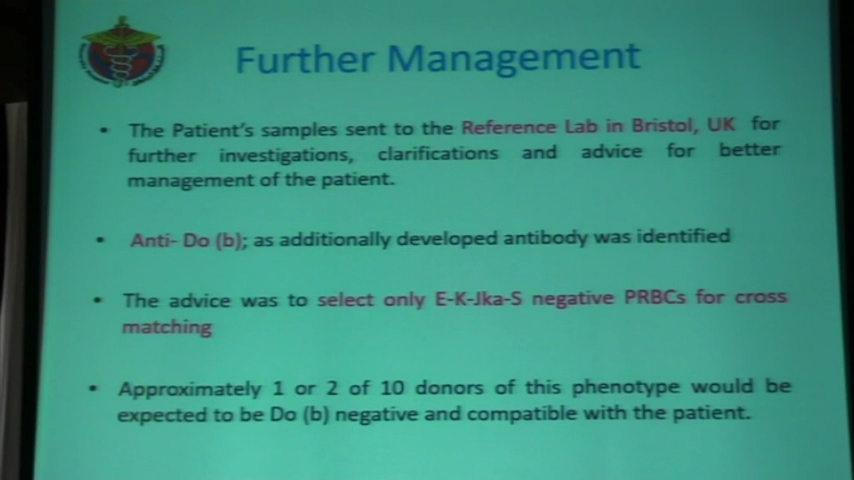 Further Management
• The Patient's samples sent to the Reference Lab in Bristol, UK for
further investigations, clarifications and advice for better
management of the patient.
• Anti- Do (b); as additionally developed antibody was identified
• The advice was to select only E-K-Jka-S negative PRBCs for cross
matching
• Approximately 1 or 2 of 10 donors of this phenotype would be
expected to be Do (b) negative and compatible with the patient.